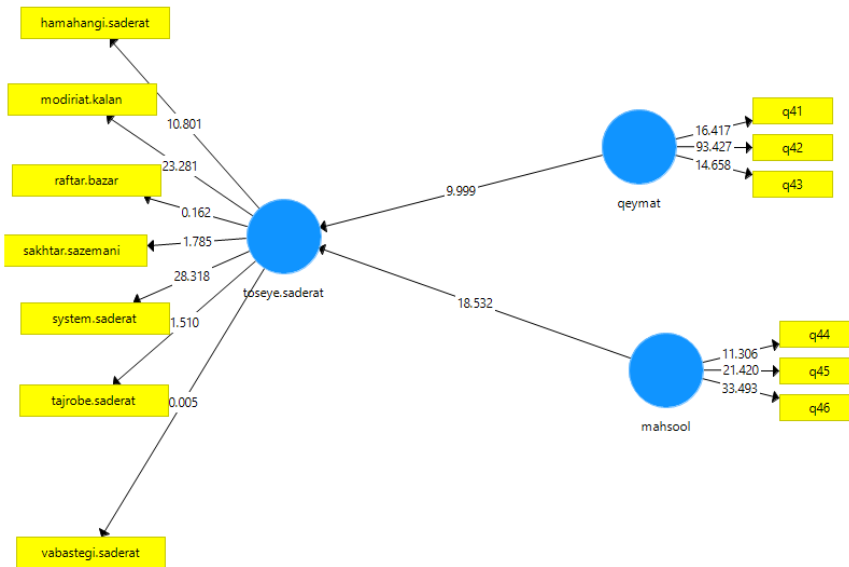 hamahangi.saderat
modiriat.kalan
raftar.bazar
sakhtar.sazemani
system.saderat
tajrobe.saderat
vabastegi.saderat
10.801
23.281
0.162
1.785
28.318
1.510
0.005
toseye.saderat
9.999
18.532
qeymat
16.417
93.427
14.658
q41
q42
q43
mahsool
11.306
21.420
33.493
q44
q45
q46